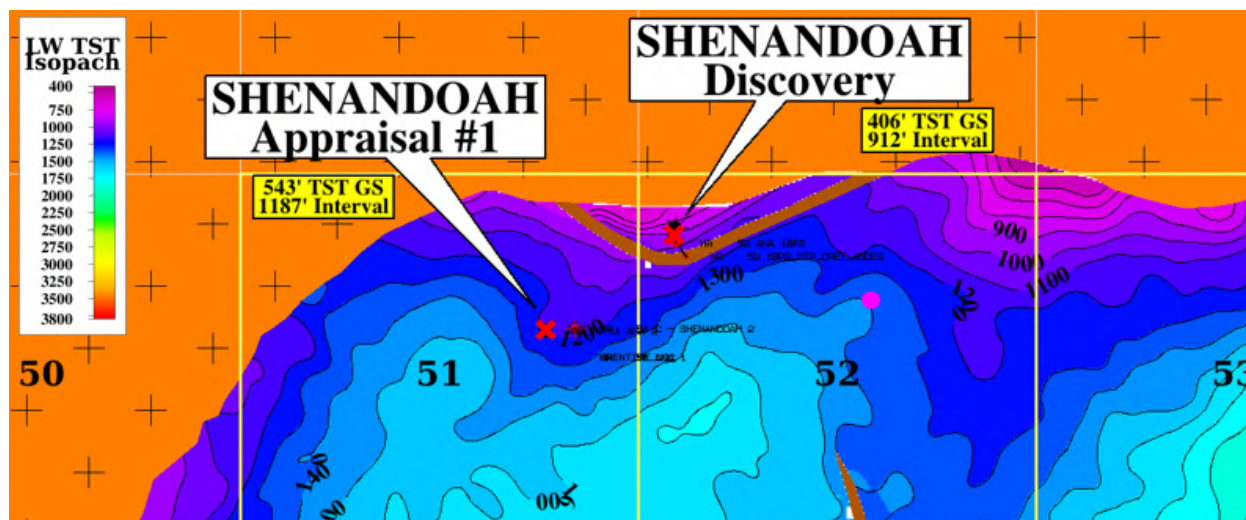 LW TST
Isopach
400
750
1000
1250
1500
1750
2000
2250
2500
2750
3000
3500
3800
SHENANDOAH
Appraisal #1
SHENANDOAH
Discovery
543' TST GS
1187' Interval
406' TST GS
912' Interval
900
1000
1100
1200
1300
1200
50
51
52
53
SHENANDOAH 2